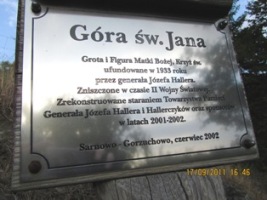 Góra św. Jana
Grota i Figura Matki Bożej, Krzyż św.
ufundowane w 1933 roku
przez generała Józefa Hallera.
Zniszczone w czasie II Wojny Światowej
Zrekonstruowane staraniem Towarzystwa
Generała Józefa Hallera i Hallerczyków oraz
w latach 2001-2002.
Sarnowo - Gorzuchowo, czerwiec 2002
17/09/2011 16:46